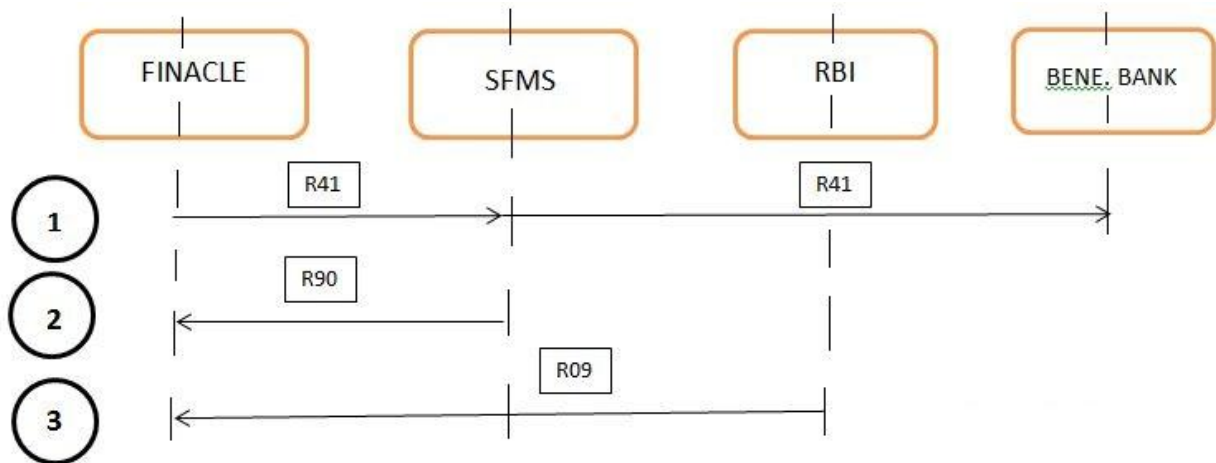 FINACLE
SFMS
RBI
BENE. BANK
R41
R41
1
R90
2
R09
3